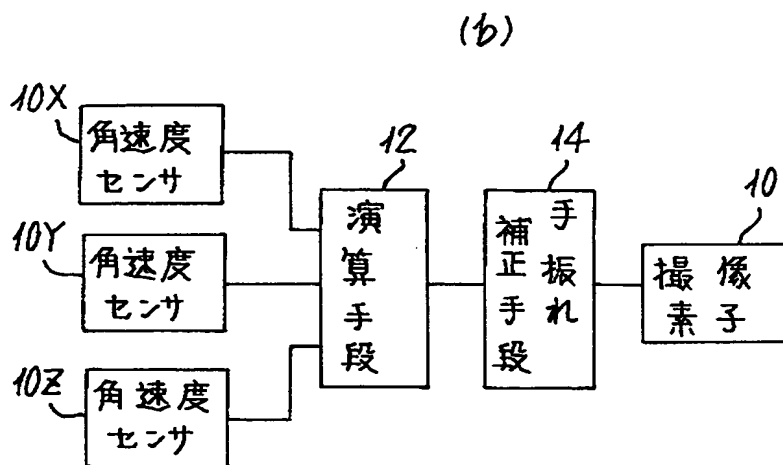 (b)
10X
角速度
センサ
10Y
角速度
センサ
10Z
角速度
センサ
12
演算手段
14
手振れ
補正手段
10
撮像
素子